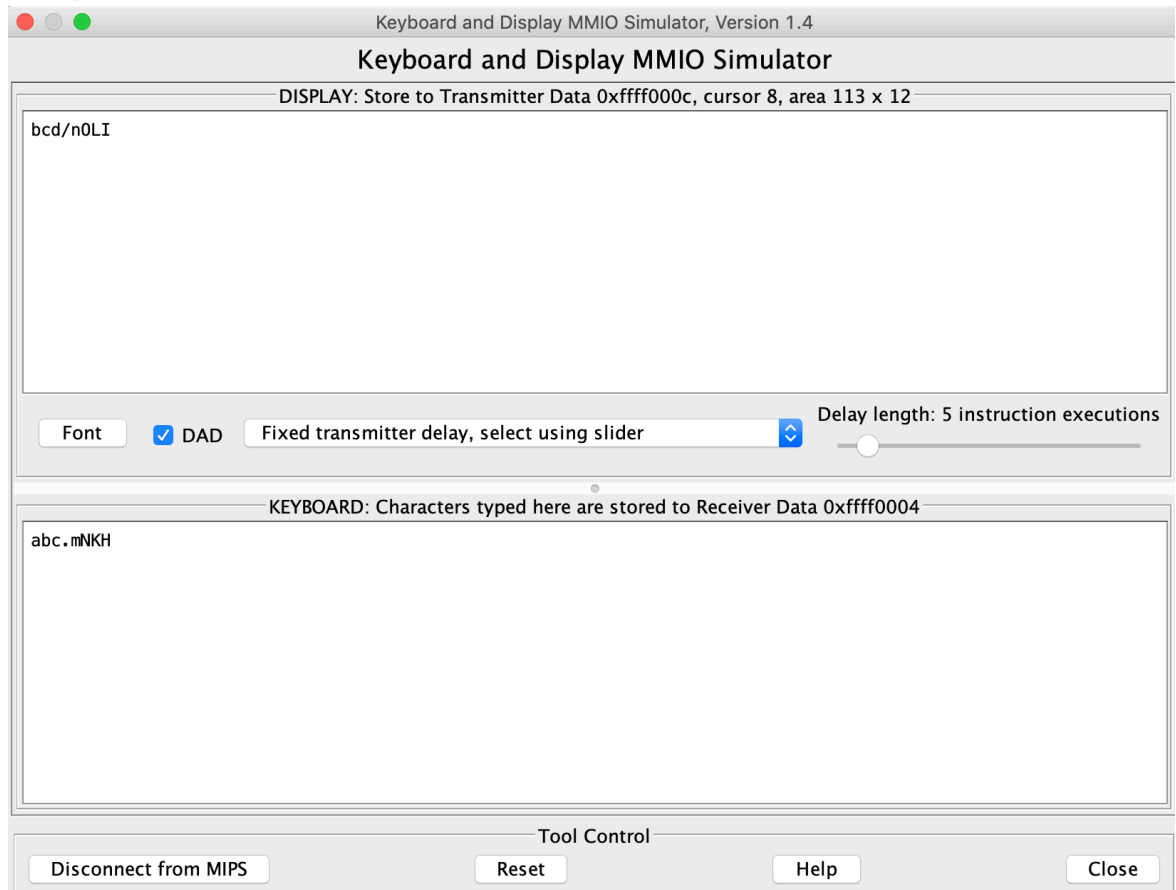 Keyboard and Display MMIO Simulator, Version 1.4
Keyboard and Display MMIO Simulator
DISPLAY: Store to Transmitter Data 0xffff000c, cursor 8, area 113 x 12
bcd/nOLI
Font
DAD
Fixed transmitter delay, select using slider
Delay length: 5 instruction executions
KEYBOARD: Characters typed here are stored to Receiver Data 0xffff0004
abc.mNKH
Tool Control
Disconnect from MIPS
Reset
Help
Close